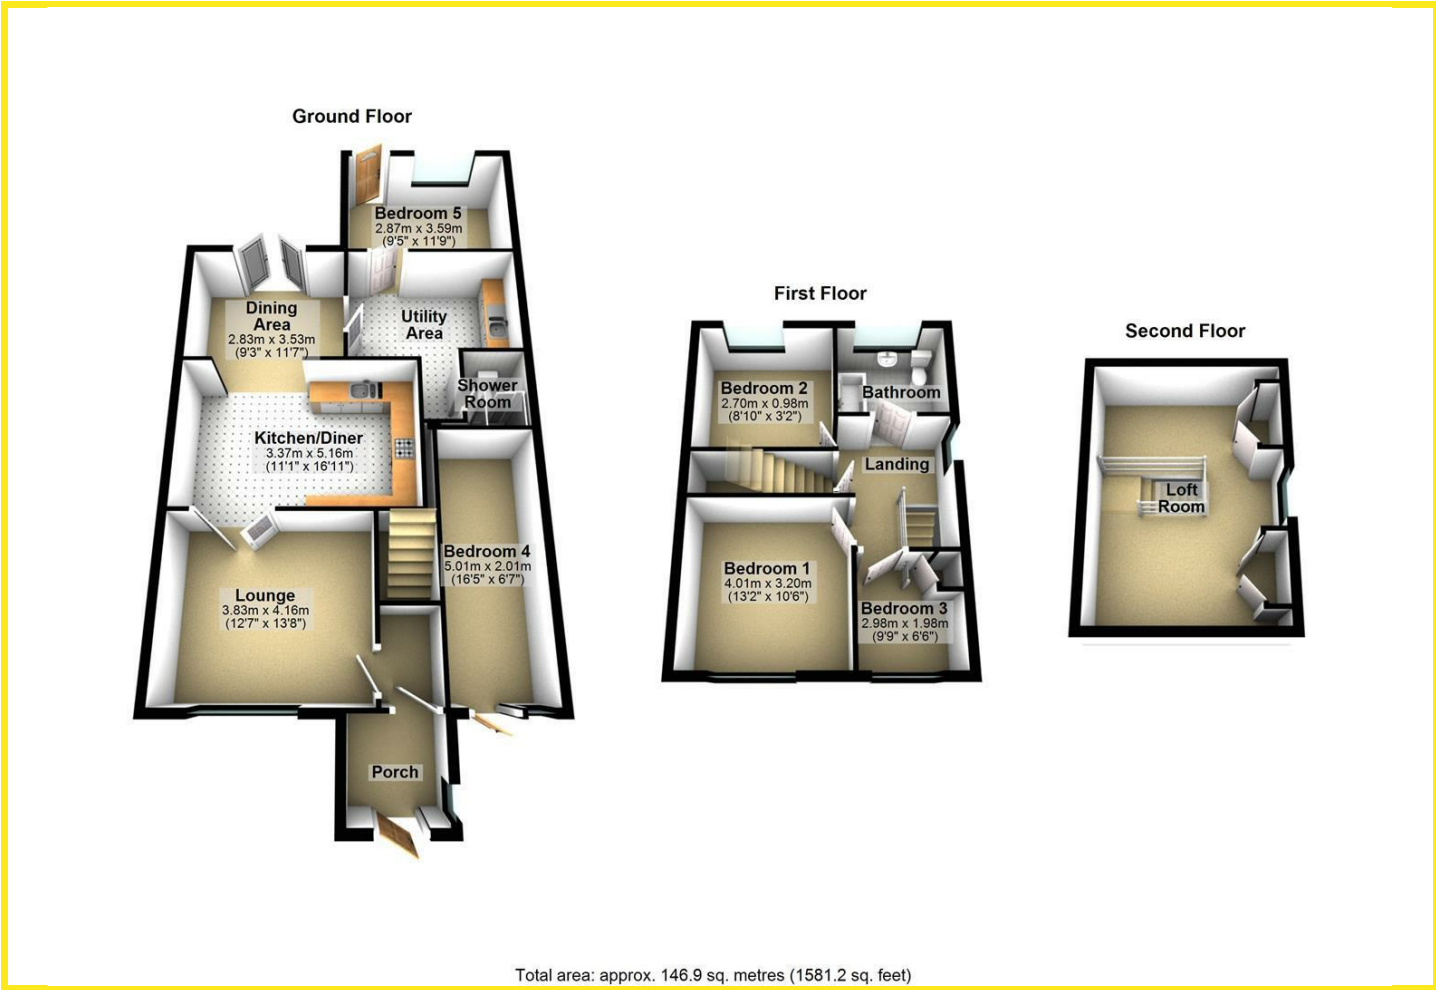 Ground Floor
Bedroom 5
2.87m x 3.59m
(9'5" x 11'9")
Dining
Area
2.83m x 3.53m
(9'3" x 11'7")
Utility
Area
Shower
Room
Kitchen/Diner
3.37m x 5.16m
(11'1" x 16'11")
Bedroom 4
5.01m x 2.01m
(16'5" x 6'7")
Lounge
3.83m x 4.16m
(12'7" x 13'8")
Porch
First Floor
Bedroom 2
2.70m x 0.98m
(8'10" x 3'2")
Bathroom
Landing
Bedroom 1
4.01m x 3.20m
(13'2" x 10'6")
Bedroom 3
2.98m x 1.98m
(9'9" x 6'6")
Second Floor
Loft
Room
Total area: approx. 146.9 sq. metres (1581.2 sq. feet)